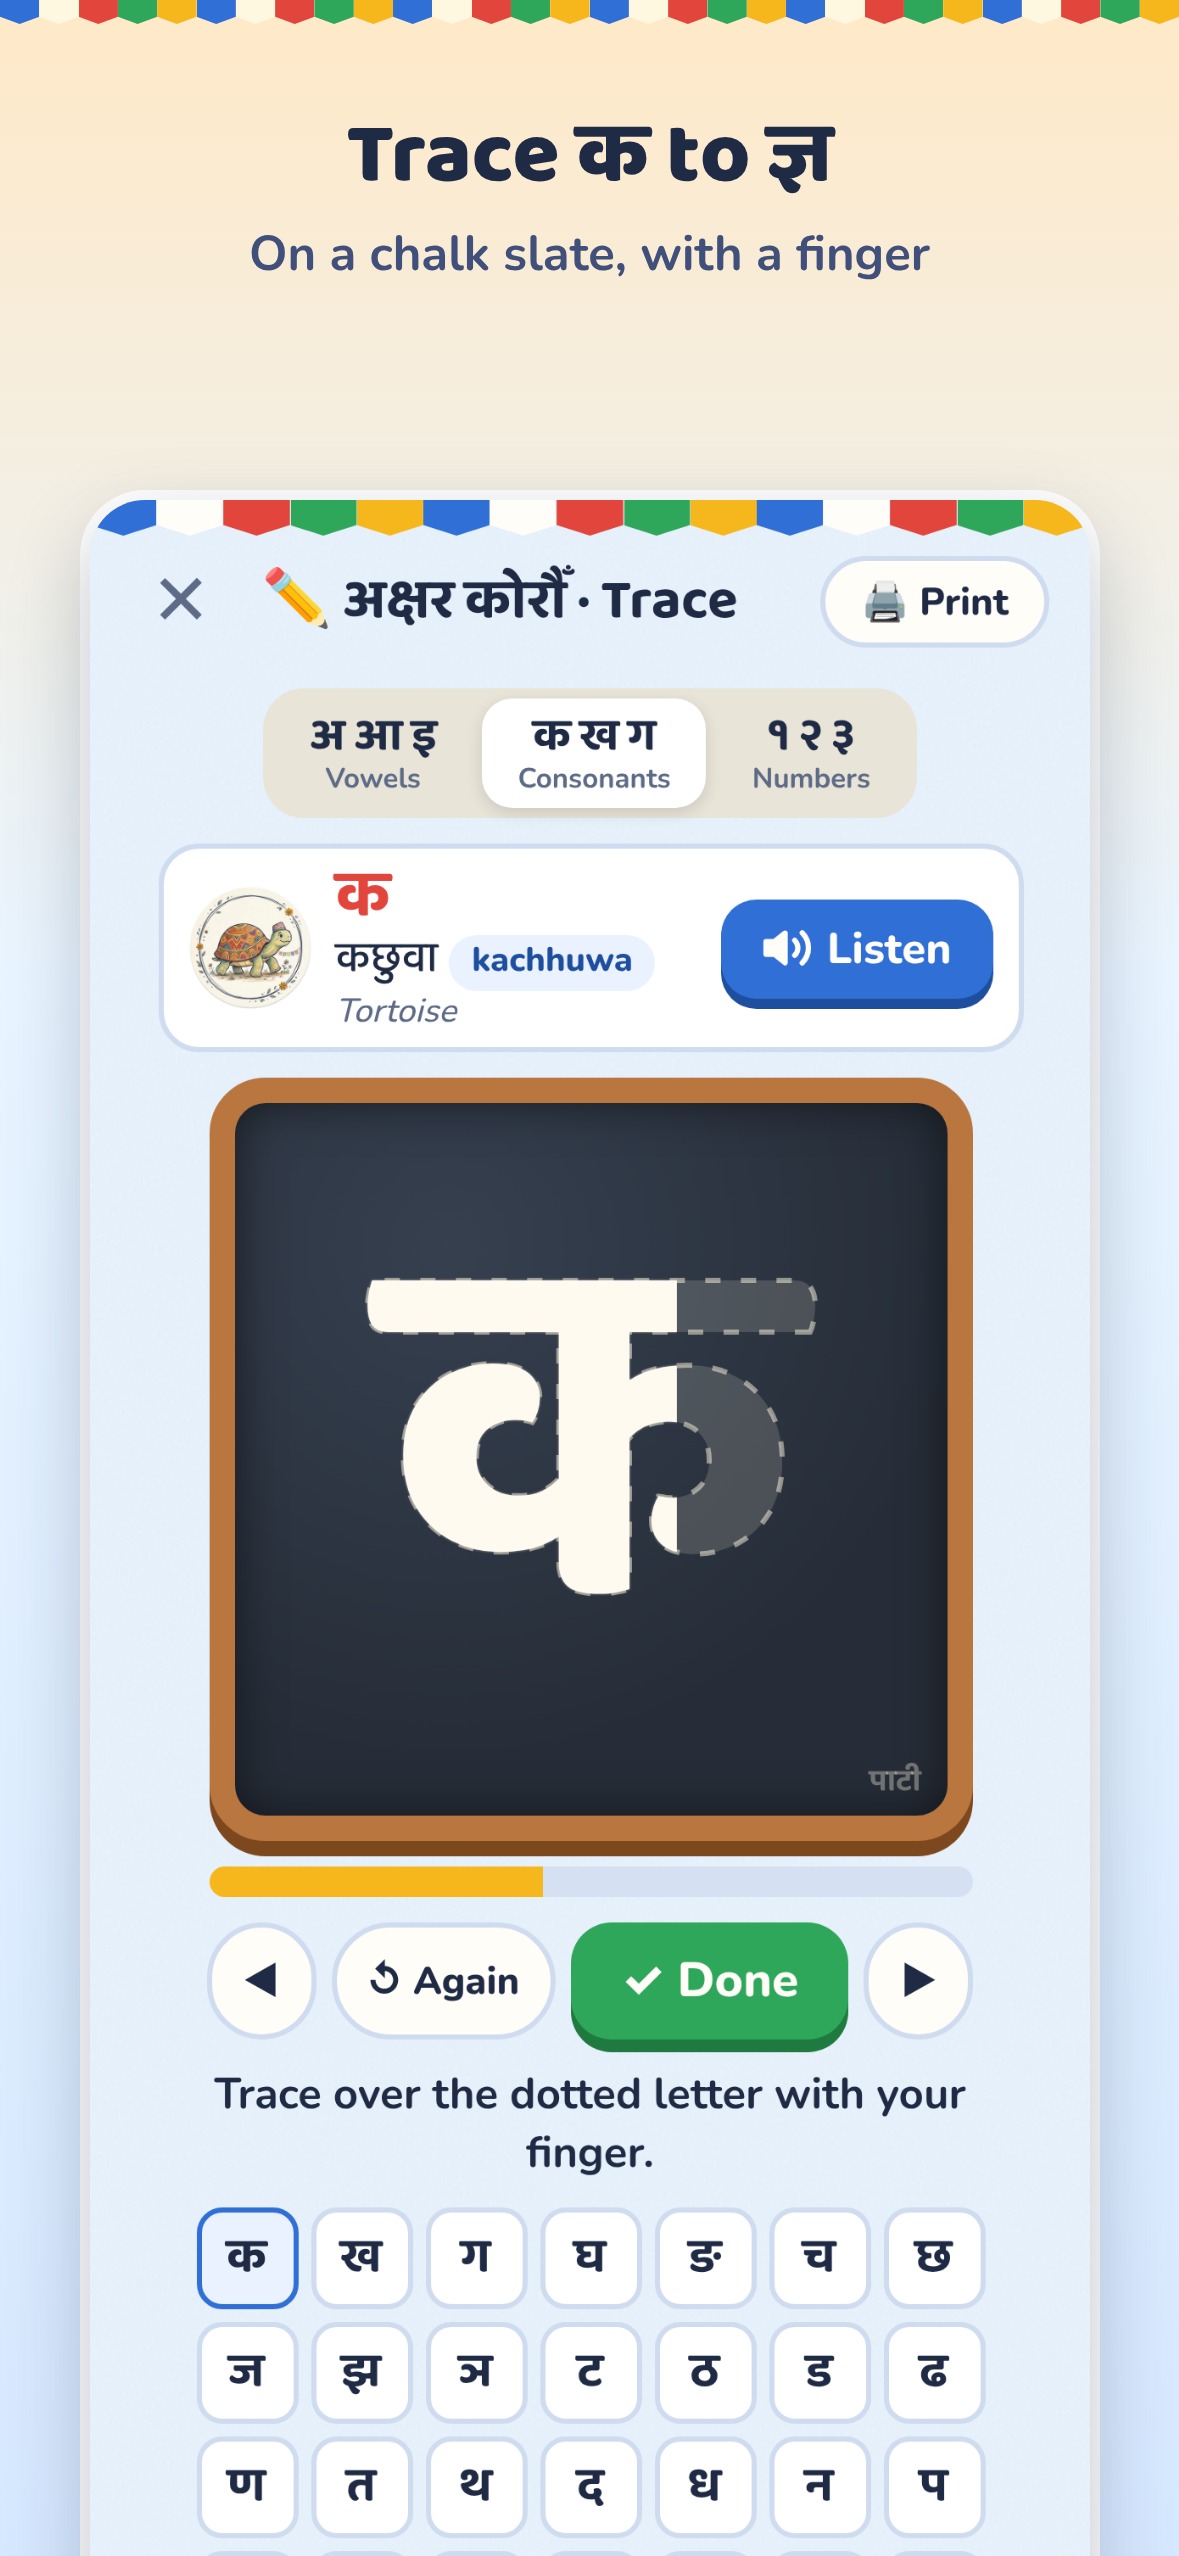 Trace क to ज्ञ
On a chalk slate, with a finger
अक्षर कोरौँ · Trace
Print
अ आ इ
Vowels
क ख ग
Consonants
१ २ ३
Numbers
क
कछुवा kachhuwa
Tortoise
Listen
क
पाटी
Again
Done
Trace over the dotted letter with your
finger.
क ख ग घ ङ च छ
ज झ ञ ट ठ ड ढ
ण त थ द ध न प